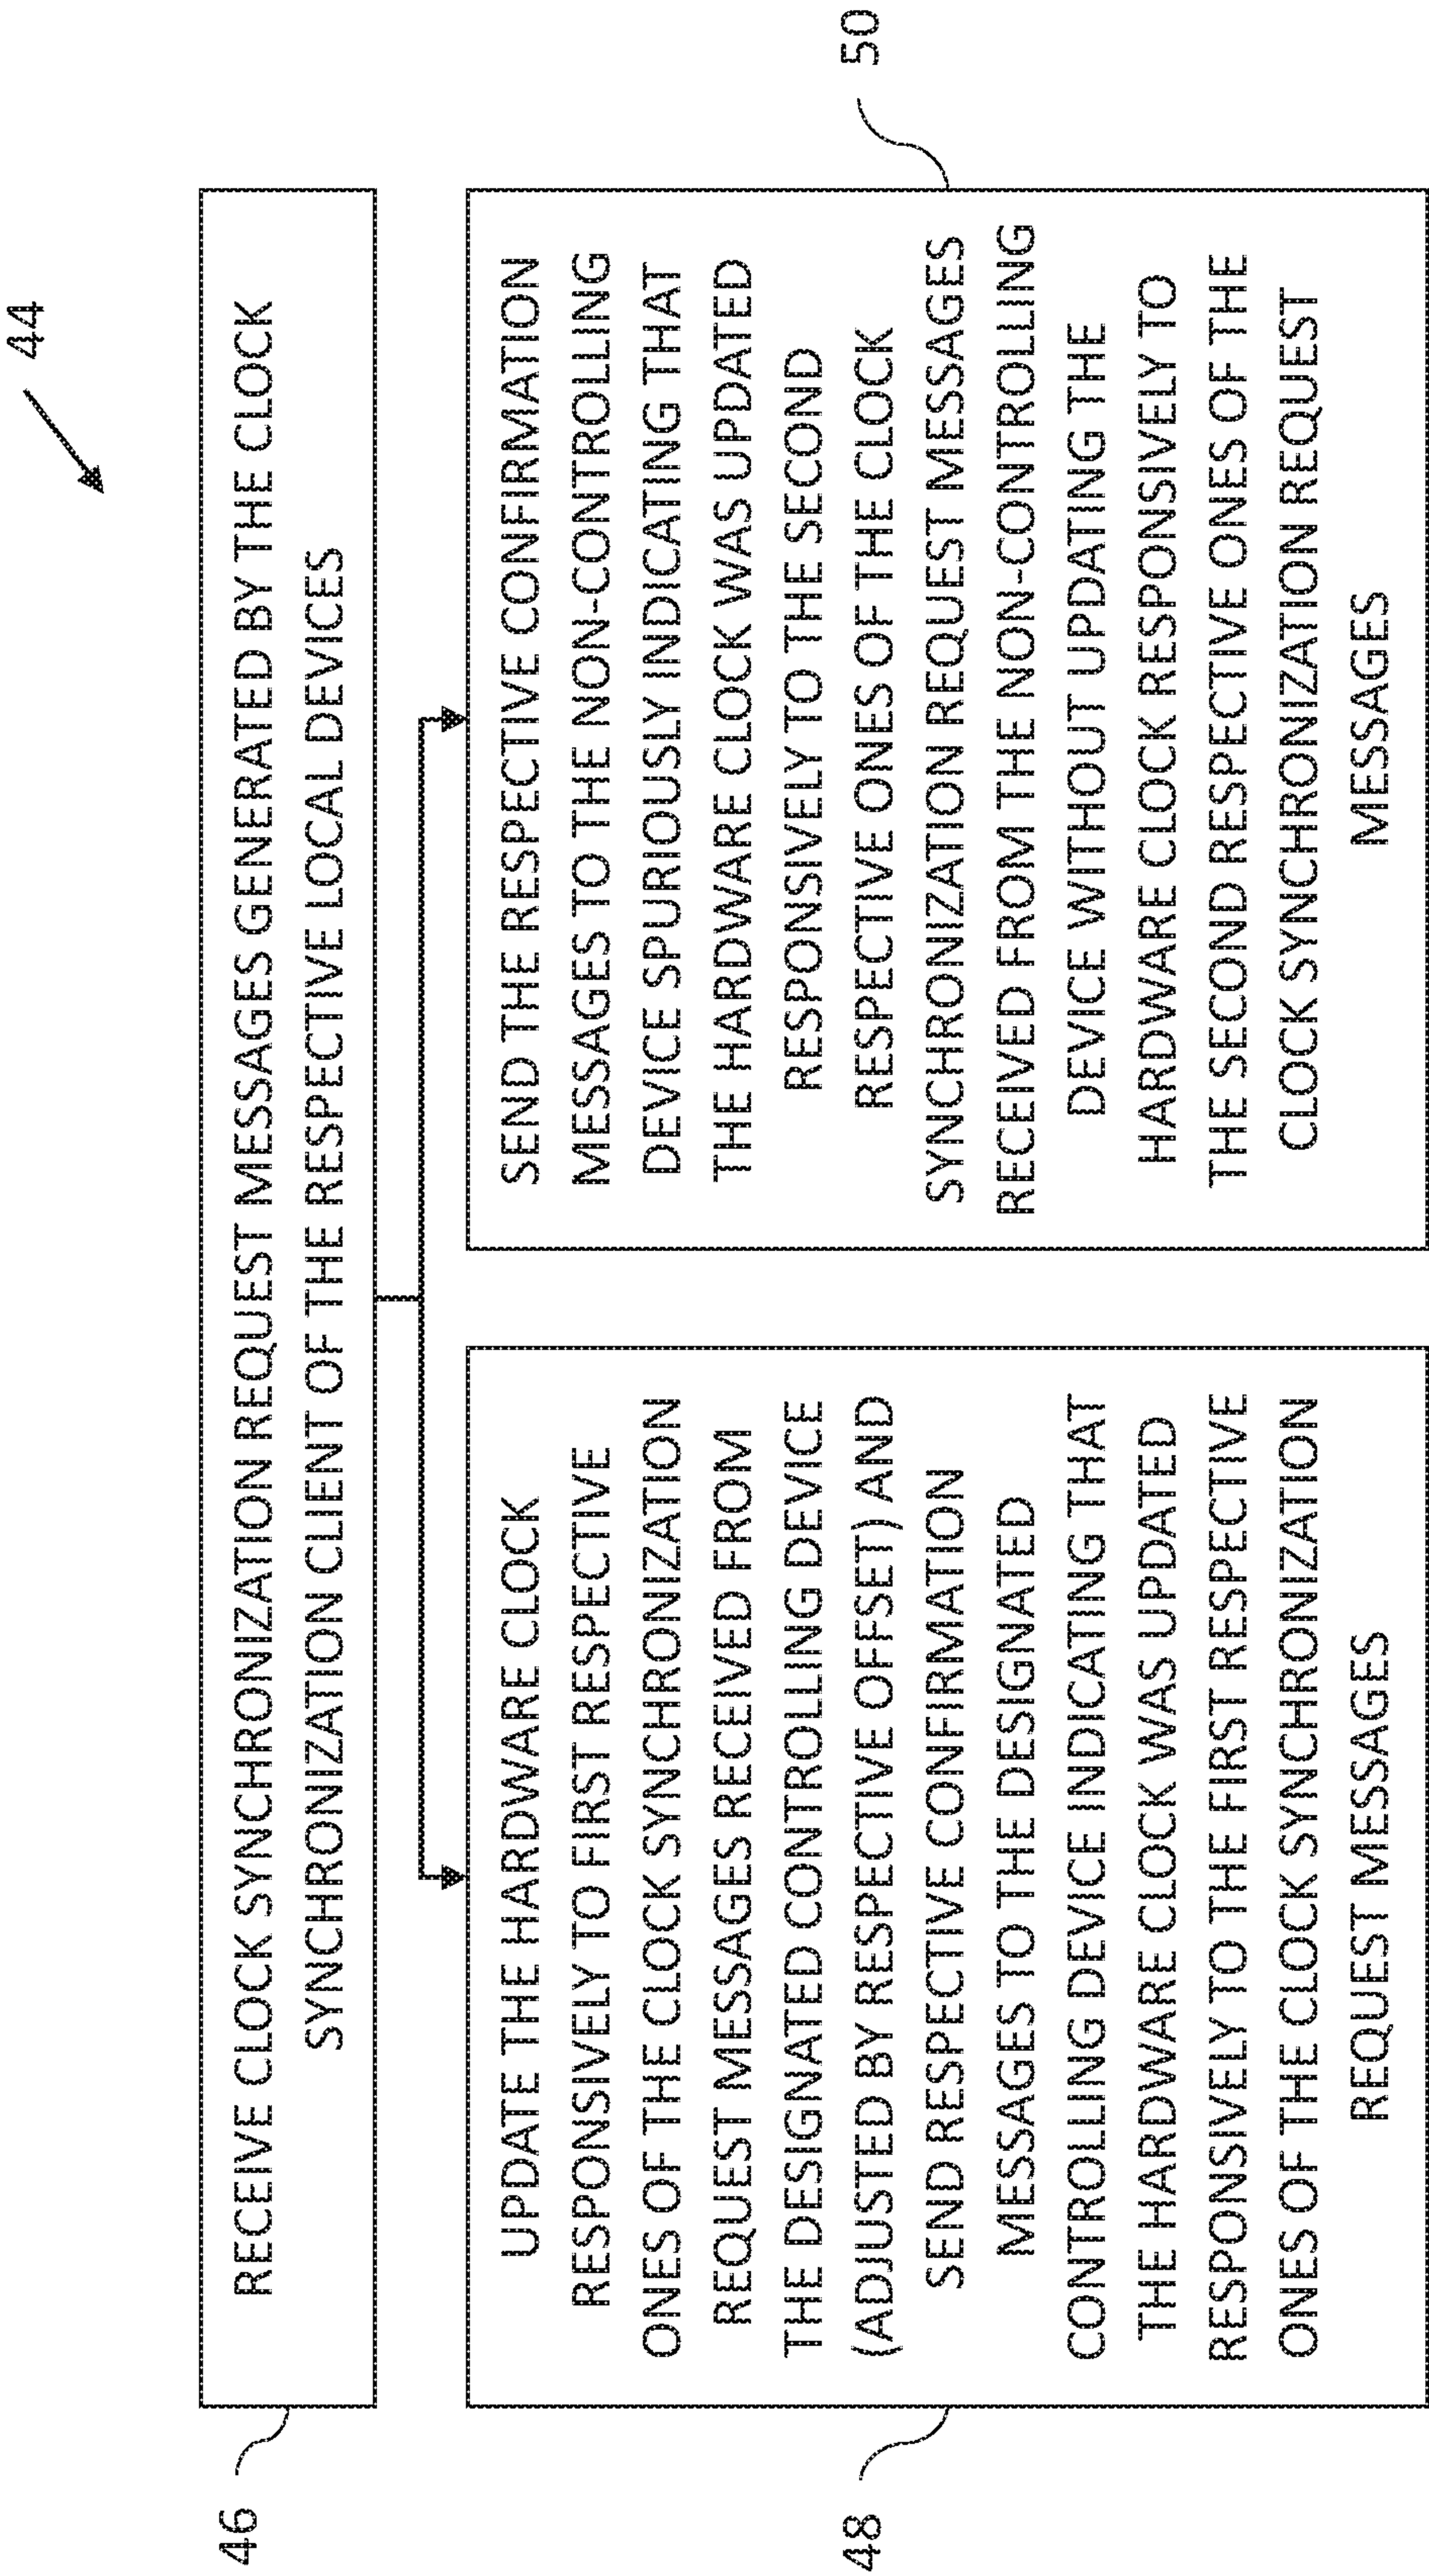 44
46
RECEIVE CLOCK SYNCHRONIZATION REQUEST MESSAGES GENERATED BY THE CLOCK
SYNCHRONIZATION CLIENT OF THE RESPECTIVE LOCAL DEVICES
48
UPDATE THE HARDWARE CLOCK
RESPONSIVELY TO FIRST RESPECTIVE
ONES OF THE CLOCK SYNCHRONIZATION
REQUEST MESSAGES RECEIVED FROM
THE DESIGNATED CONTROLLING DEVICE
(ADJUSTED BY RESPECTIVE OFFSET) AND
SEND RESPECTIVE CONFIRMATION
MESSAGES TO THE DESIGNATED
CONTROLLING DEVICE INDICATING THAT
THE HARDWARE CLOCK WAS UPDATED
RESPONSIVELY TO THE FIRST RESPECTIVE
ONES OF THE CLOCK SYNCHRONIZATION
REQUEST MESSAGES
50
SEND THE RESPECTIVE CONFIRMATION
MESSAGES TO THE NON-CONTROLLING
DEVICE SPURIOUSLY INDICATING THAT
THE HARDWARE CLOCK WAS UPDATED
RESPONSIVELY TO THE SECOND
RESPECTIVE ONES OF THE CLOCK
SYNCHRONIZATION REQUEST MESSAGES
RECEIVED FROM THE NON-CONTROLLING
DEVICE WITHOUT UPDATING THE
HARDWARE CLOCK RESPONSIVELY TO
THE SECOND RESPECTIVE ONES OF THE
CLOCK SYNCHRONIZATION REQUEST
MESSAGES